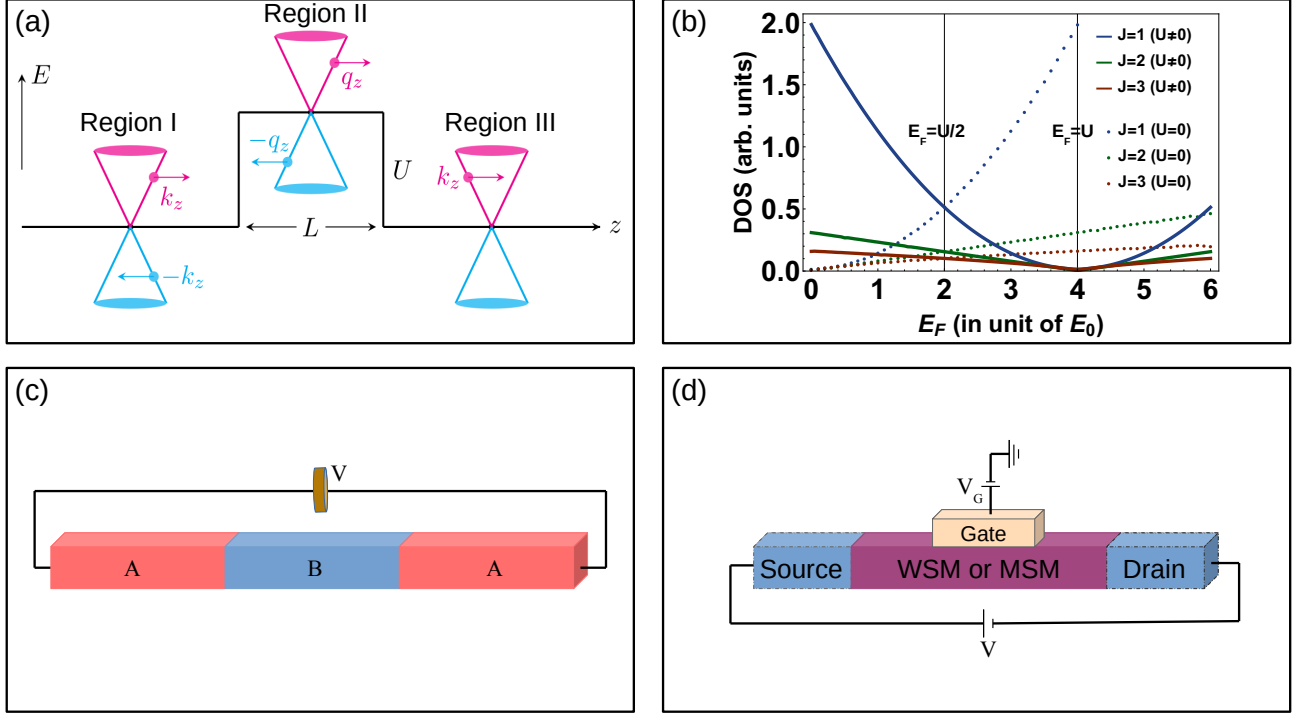 (a)
Region II
E
q_z
Region I
Region III
-q_z
U
k_z
k_z
L
z
-k_z
(b)
DOS (arb. units)
2.0
1.5
1.0
0.5
0.0
J=1 (U≠0)
J=2 (U≠0)
J=3 (U≠0)
E_F=U/2
E_F=U
J=1 (U=0)
J=2 (U=0)
J=3 (U=0)
0 1 2 3 4 5 6
E_F (in unit of E_0)
(c)
V
A B A
(d)
V_G
Gate
Source WSM or MSM Drain
V